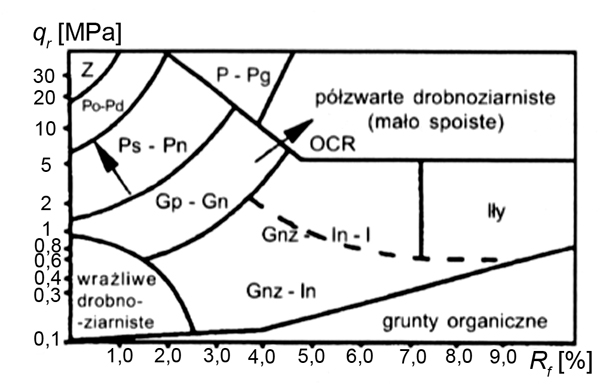 qr [MPa]
30
20
10
5
2
1
0,8
0,6
0,4
0,3
0,1
Z
Po-Pd
Ps - Pn
P - Pg
półzwarte drobnoziarniste
(mało spoiste)
OCR
Gp - Gn
Gnz - In - I
Iły
Gnz - In
wrażliwe
drobno-
-ziarniste
grunty organiczne
1,0 2,0 3,0 4,0 5,0 6,0 7,0 8,0 9,0 Rf [%]